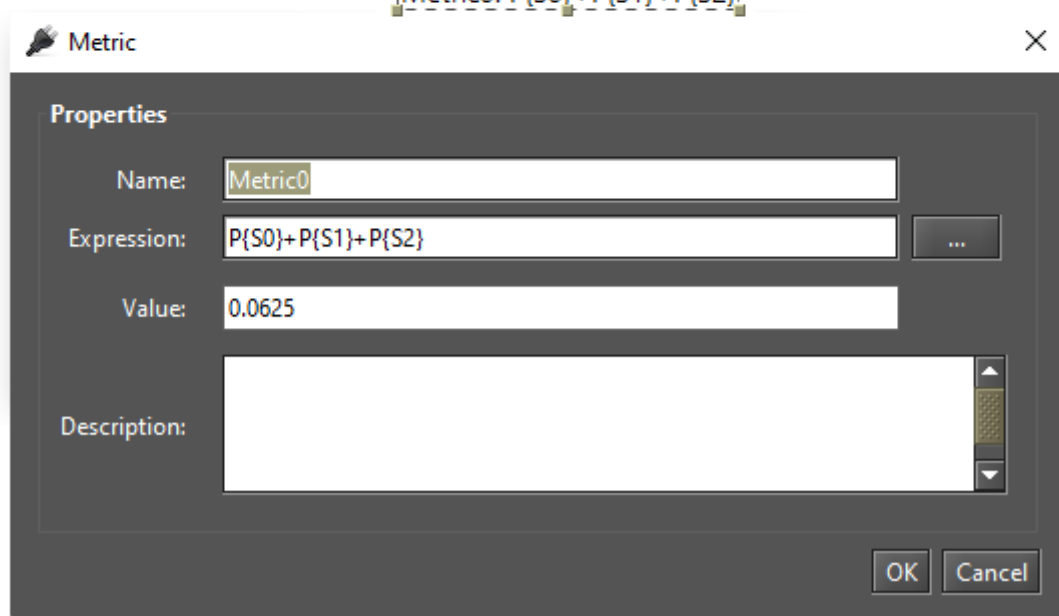 Metric
Properties
Name: Metric0
Expression: P{S0}+P{S1}+P{S2} ...
Value: 0.0625
Description:
OK Cancel